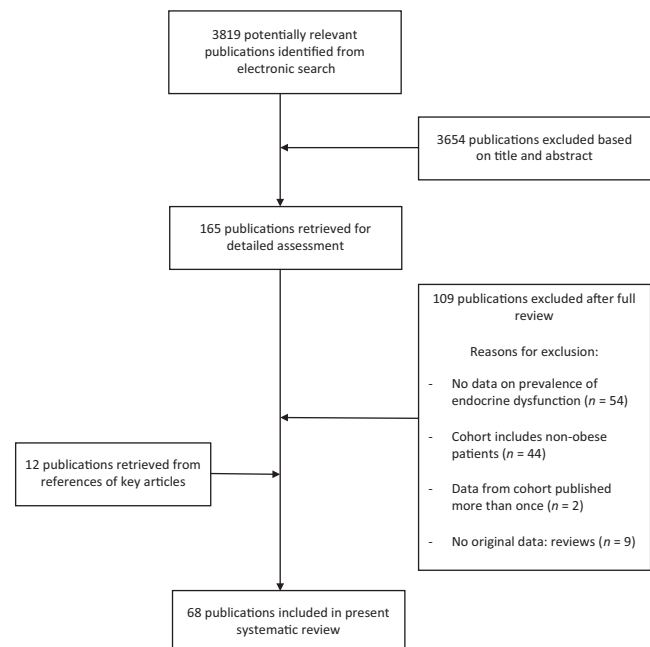 3819 potentially relevant
publications identified from
electronic search
3654 publications excluded based
on title and abstract
165 publications retrieved for
detailed assessment
109 publications excluded after full
review
Reasons for exclusion:
- No data on prevalence of
endocrine dysfunction (n = 54)
- Cohort includes non-obese
patients (n = 44)
- Data from cohort published
more than once (n = 2)
- No original data: reviews (n = 9)
12 publications retrieved from
references of key articles
68 publications included in present
systematic review